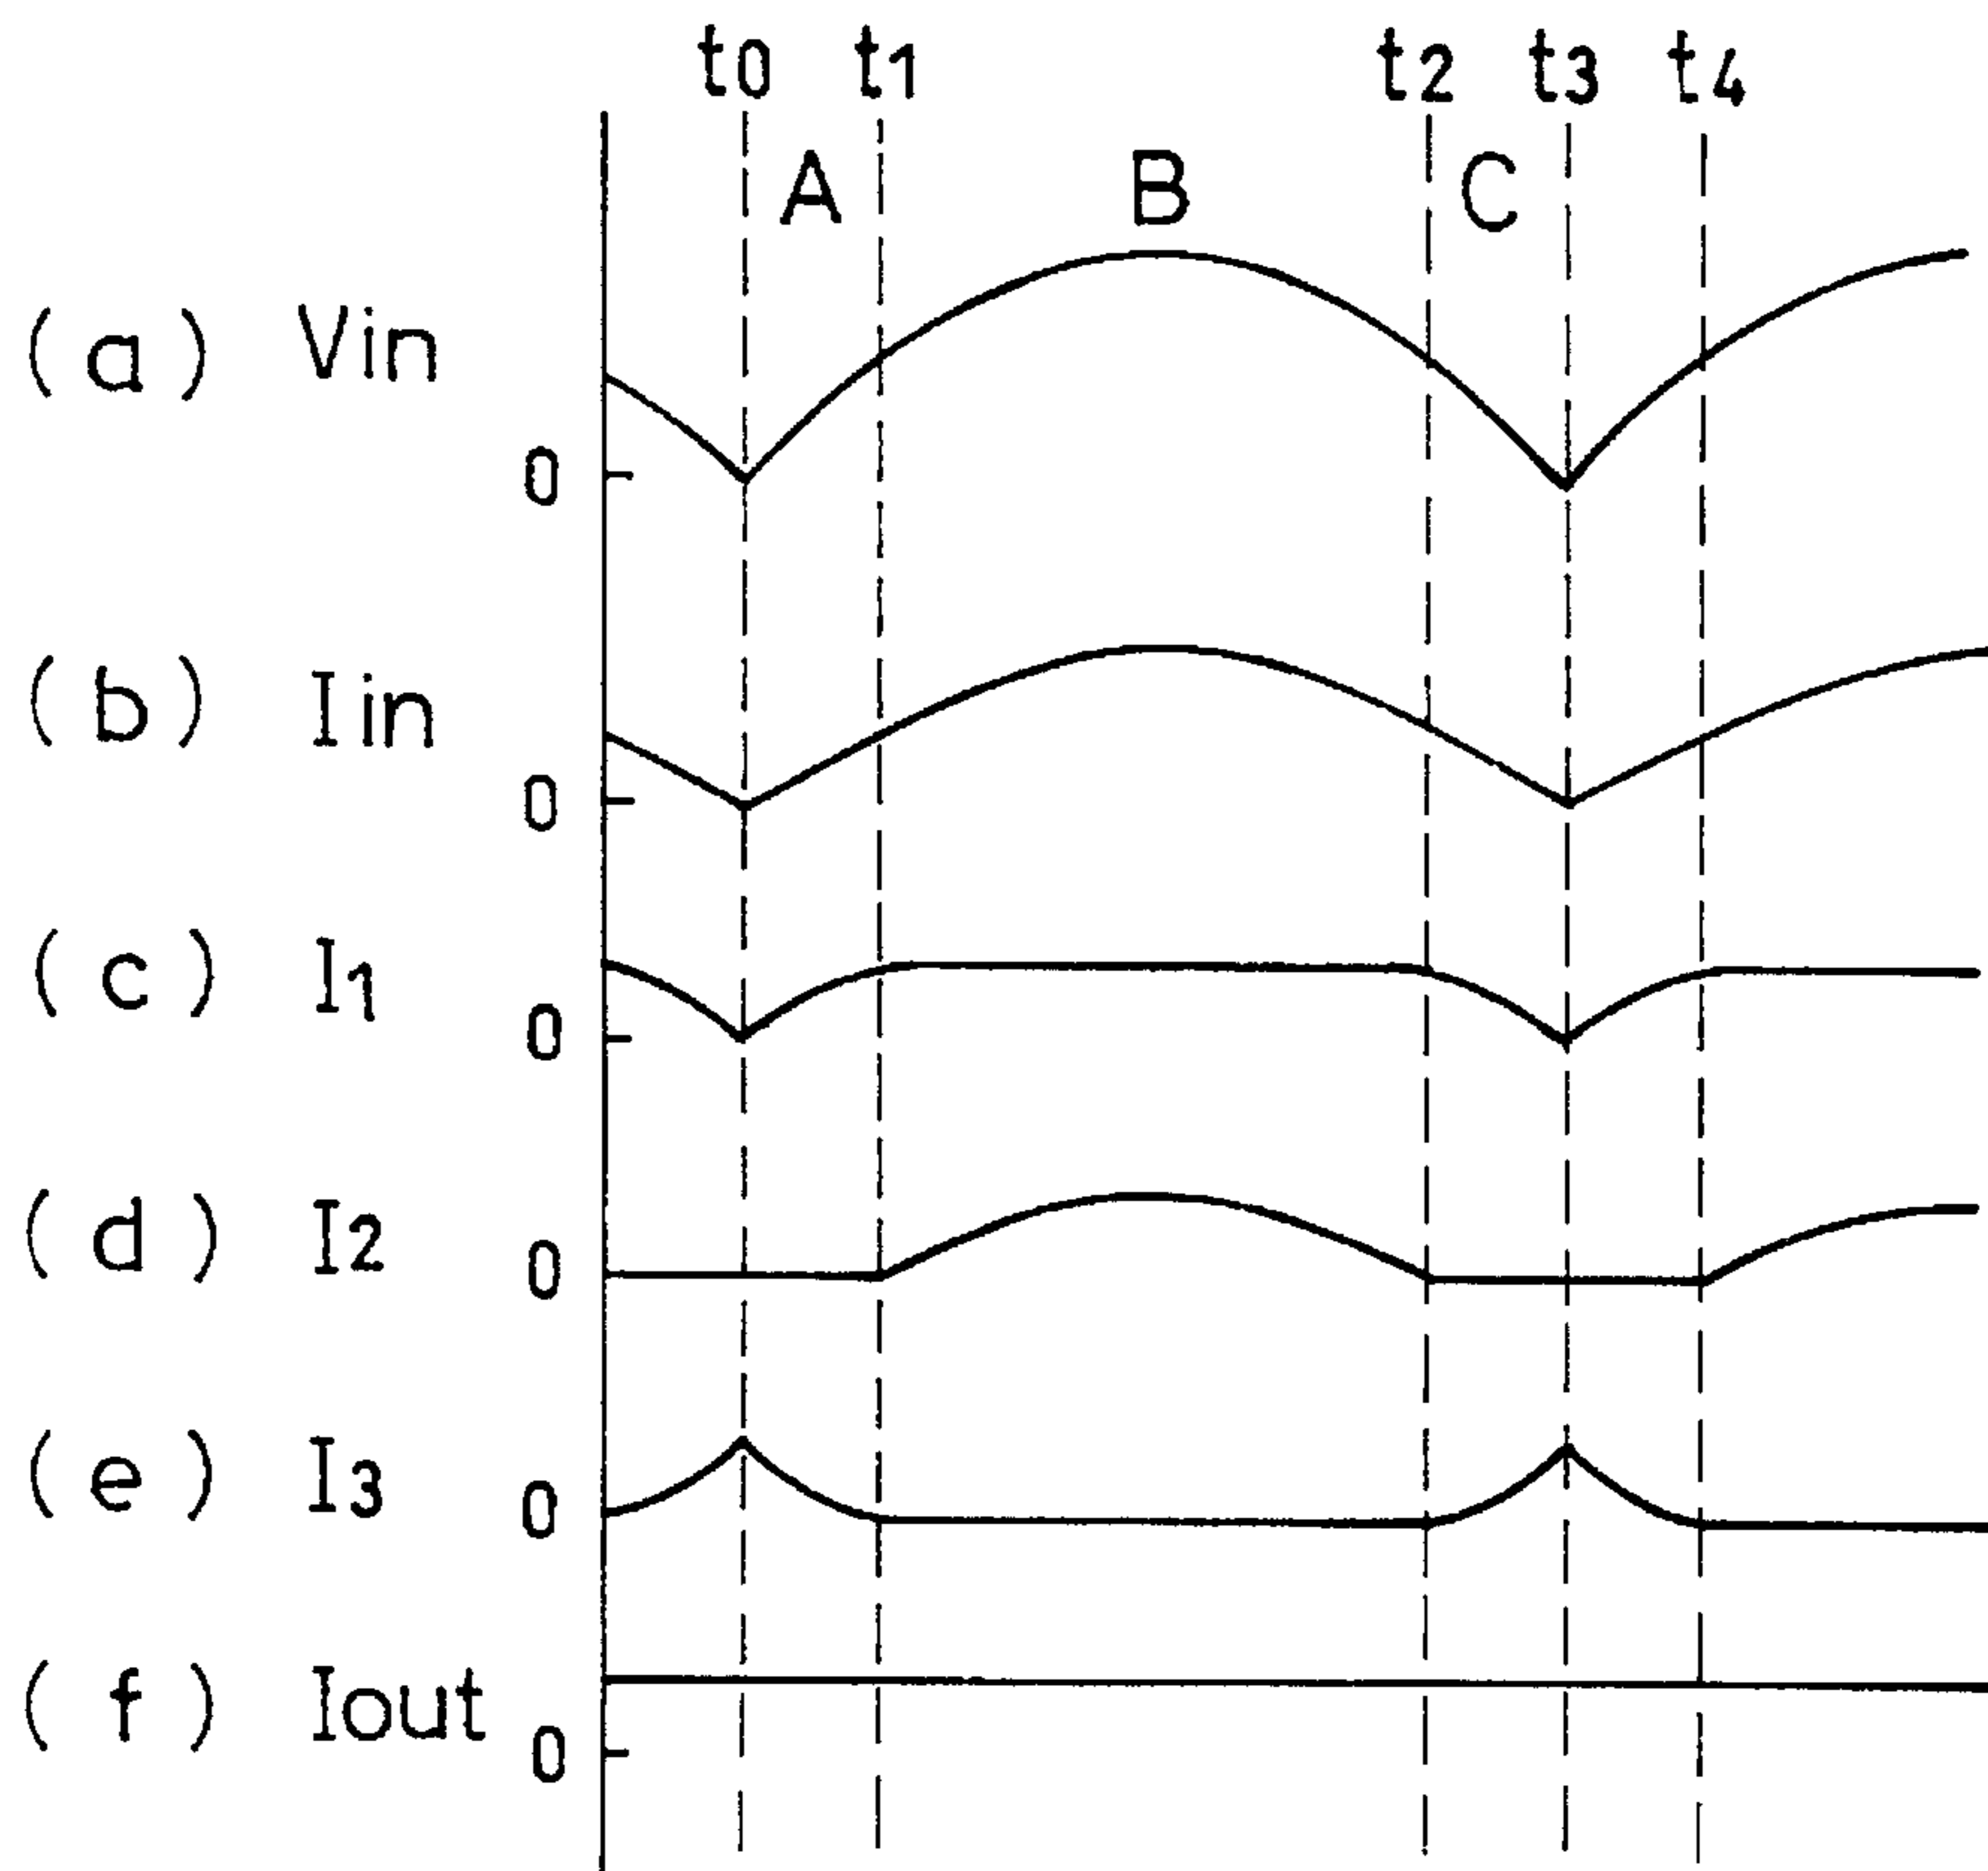 t0 t1 t2 t3 t4
A B C
(a) Vin
0
(b) Iin
0
(c) I1
0
(d) I2
0
(e) I3
0
(f) Iout
0